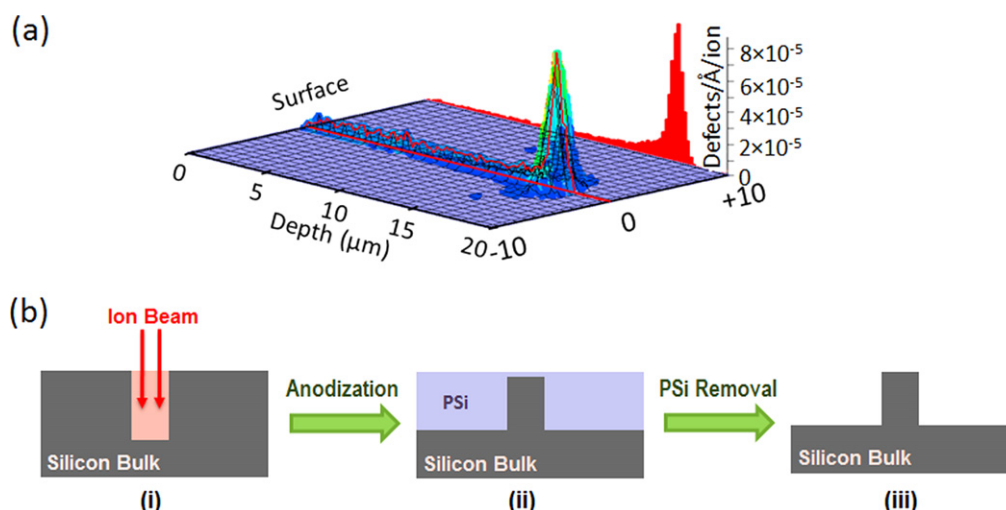 (a)
Surface
Defects/Å/ion
8×10⁻⁵
6×10⁻⁵
4×10⁻⁵
2×10⁻⁵
0
0
5
10
15
20
Depth (μm)
-10
0
+10
(b)
Ion Beam
Silicon Bulk
(i)
Anodization
PSi
Silicon Bulk
(ii)
PSi Removal
Silicon Bulk
(iii)